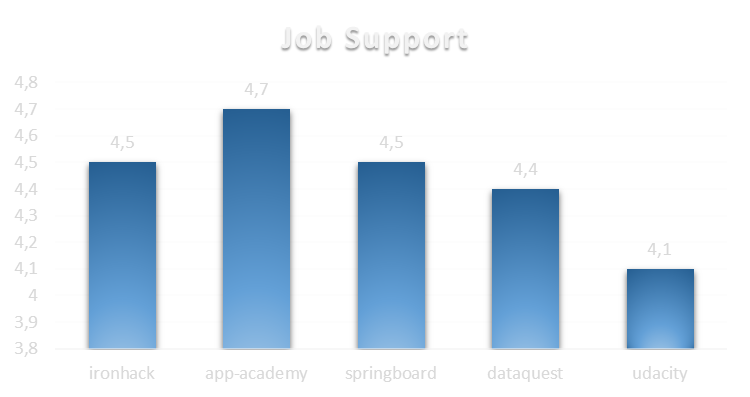 Job Support
4,8
4,7
4,6
4,5
4,4
4,3
4,2
4,1
4
3,9
3,8
4,5
4,7
4,5
4,4
4,1
ironhack
app-academy
springboard
dataquest
udacity